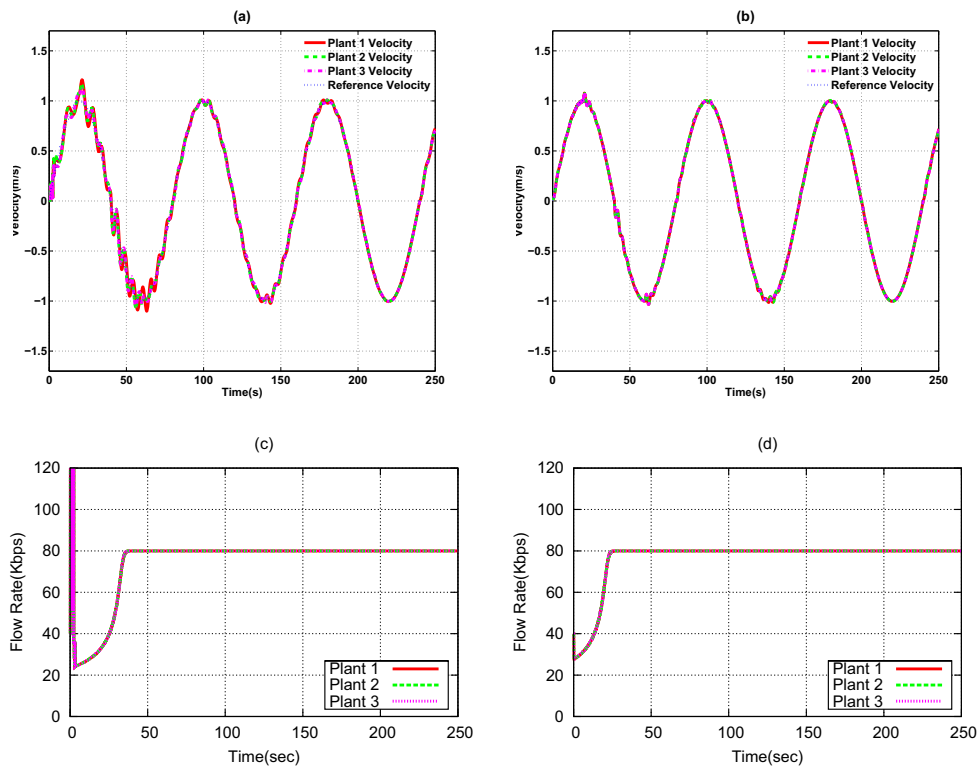 (a)
Plant 1 Velocity
Plant 2 Velocity
Plant 3 Velocity
Reference Velocity
1.5
1
0.5
0
−0.5
−1
−1.5
0 50 100 150 200 250
Time(s)
(b)
Plant 1 Velocity
Plant 2 Velocity
Plant 3 Velocity
Reference Velocity
1.5
1
0.5
0
−0.5
−1
−1.5
0 50 100 150 200 250
Time(s)
(c)
Flow Rate(Kbps)
120
100
80
60
40
20
0
Plant 1
Plant 2
Plant 3
0 50 100 150 200 250
Time(sec)
(d)
Flow Rate(Kbps)
120
100
80
60
40
20
0
Plant 1
Plant 2
Plant 3
0 50 100 150 200 250
Time(sec)